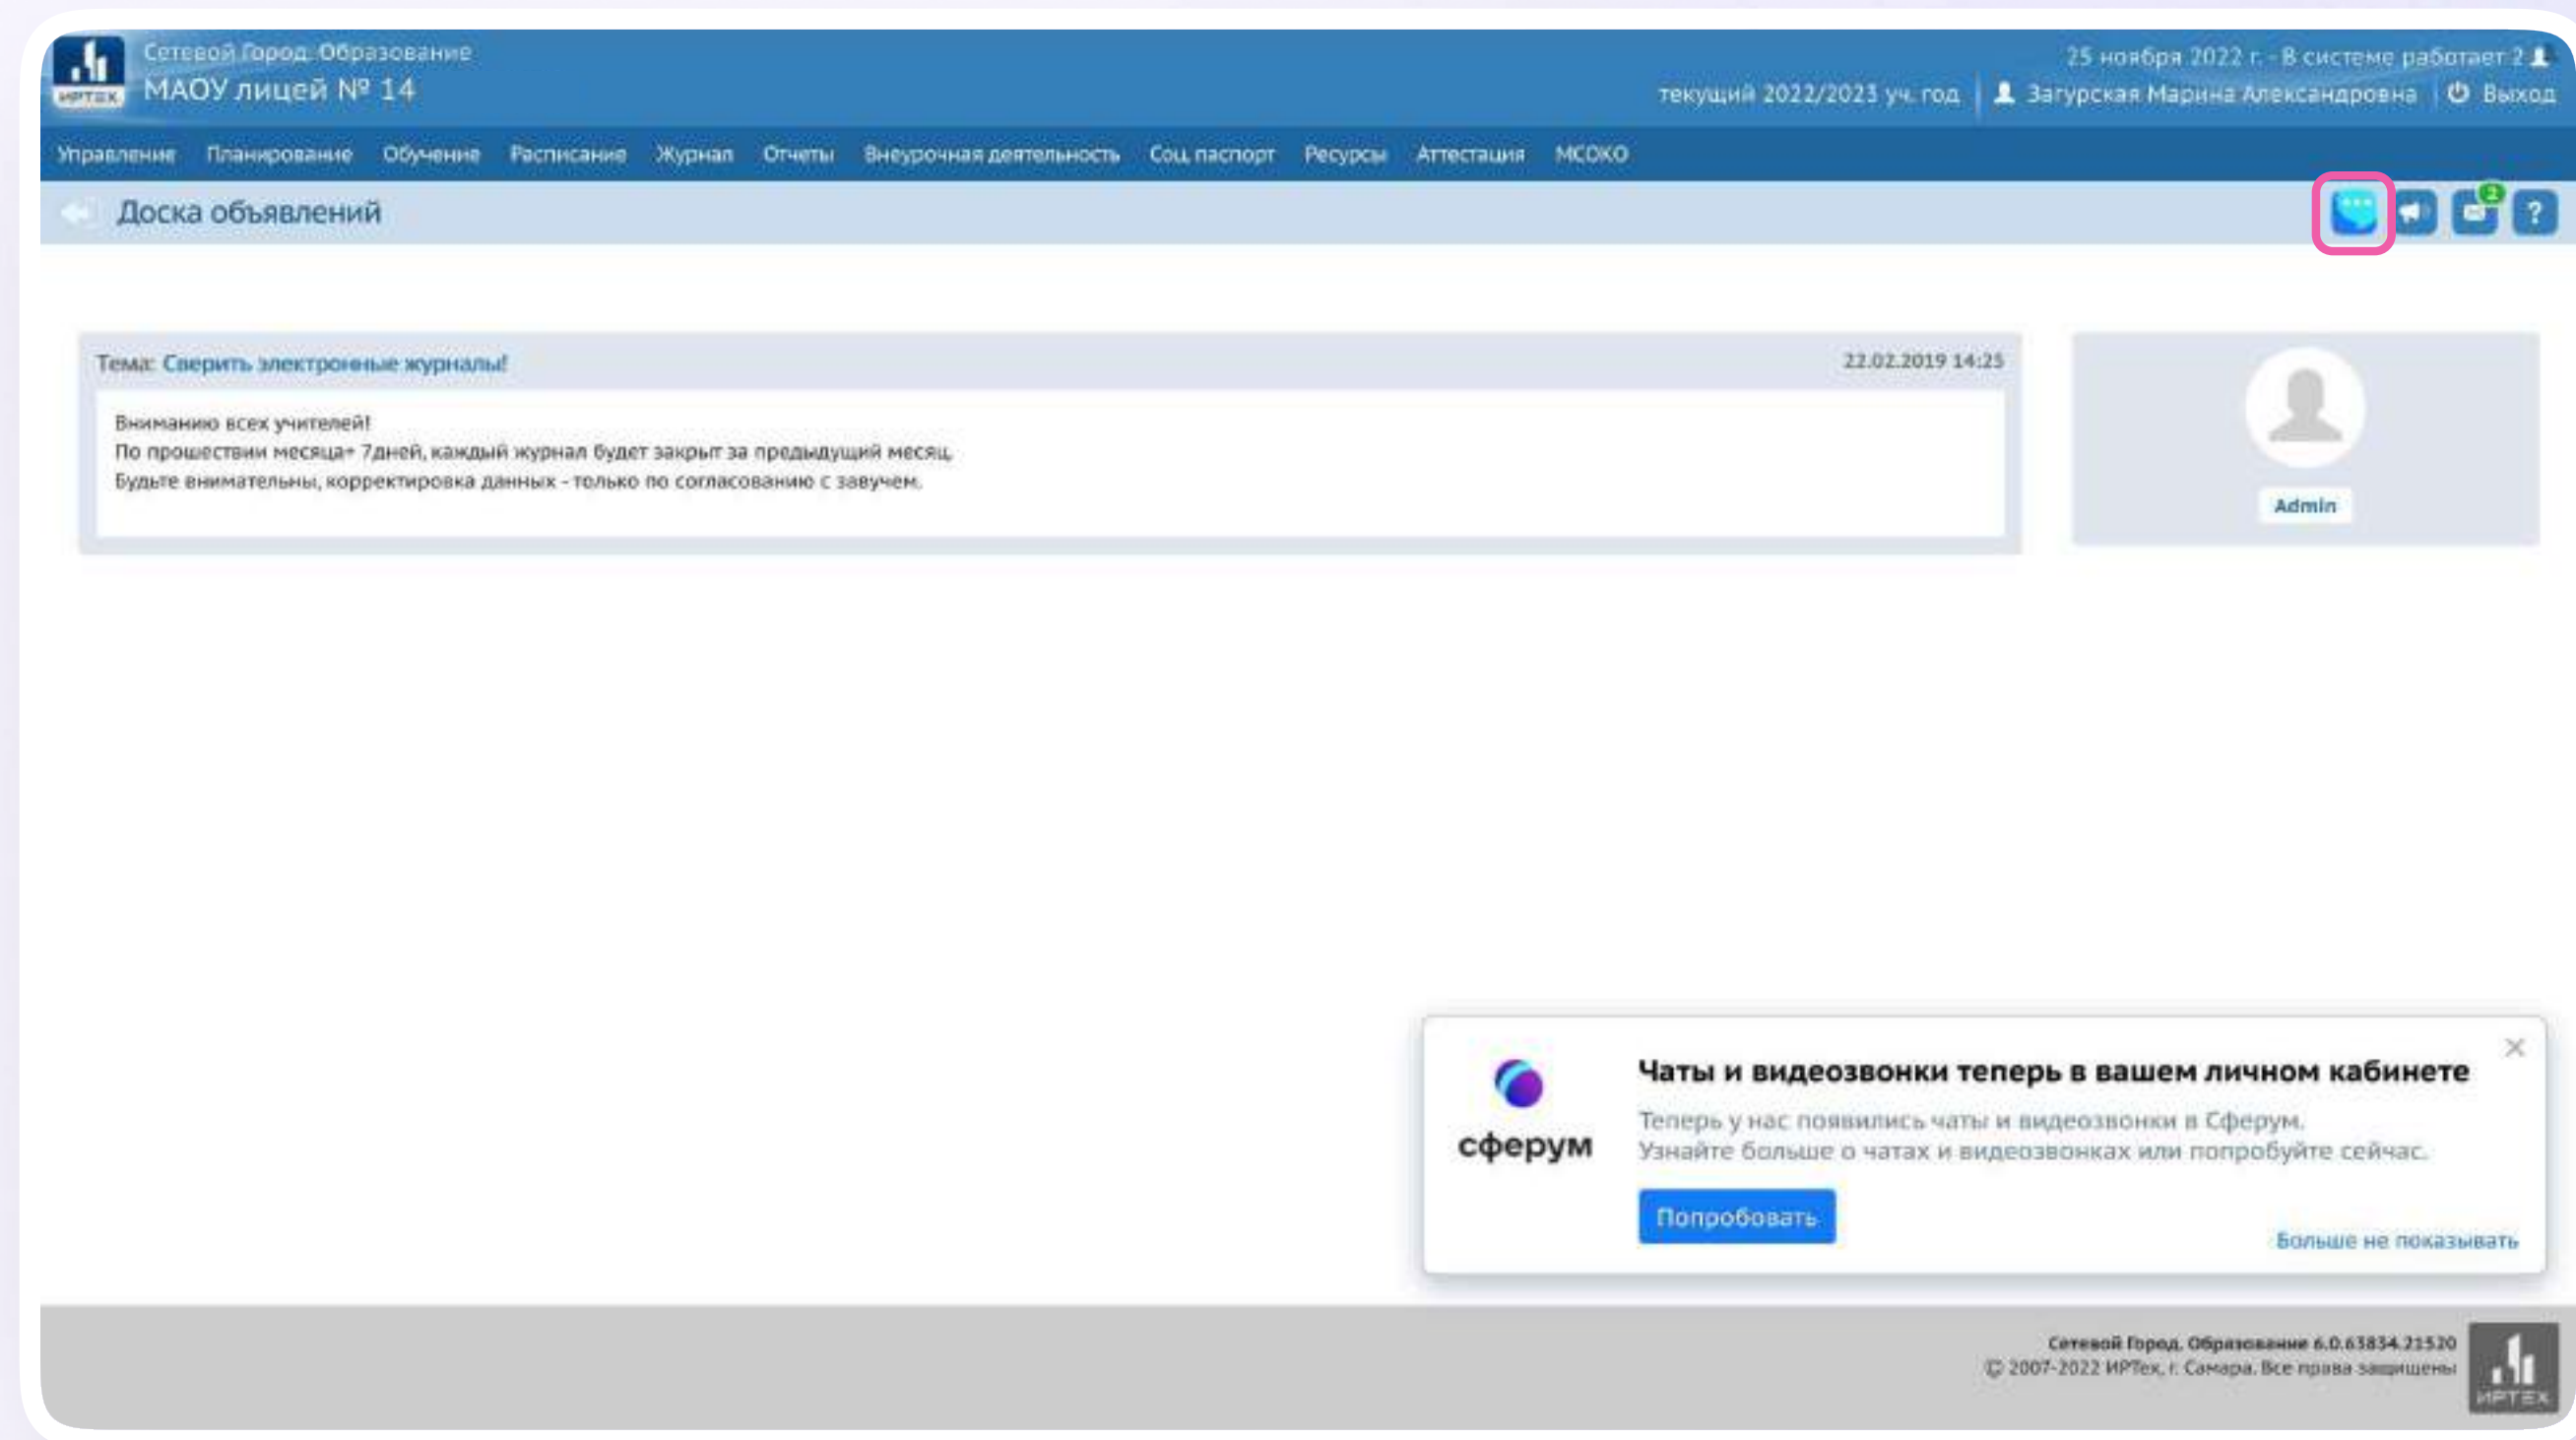 Сетевой Город. Образование
МАОУ лицей № 14
ИРТЕХ
25 ноября 2022 г. - В системе работает 2
текущий 2022/2023 уч. год Загурская Марина Александровна Выход
Управление Планирование Обучение Расписание Журнал Отчеты Внеурочная деятельность Соц. паспорт Ресурсы Аттестация МСОКО
Доска объявлений
2 ?
Тема: Сверить электронные журналы! 22.02.2019 14:25
Вниманию всех учителей!
По прошествии месяца+ 7дней, каждый журнал будет закрыт за предыдущий месяц.
Будьте внимательны, корректировка данных - только по согласованию с завучем.
Admin
Чаты и видеозвонки теперь в вашем личном кабинете
Теперь у нас появились чаты и видеозвонки в Сферум.
Узнайте больше о чатах и видеозвонках или попробуйте сейчас.
сферум
Попробовать
Больше не показывать
Сетевой Город. Образование 6.0.63834.21520
© 2007-2022 ИРТех, г. Самара. Все права защищены
ИРТЕХ